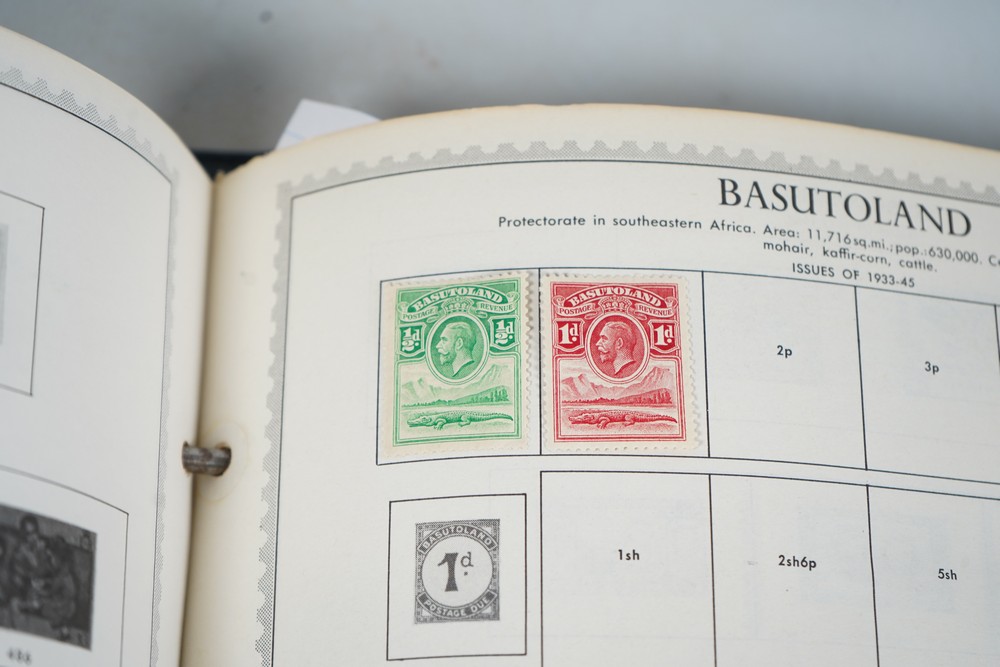 BASUTOLAND
Protectorate in southeastern Africa. Area: 11,716 sq.mi.; pop.: 630,000.
mohair, kaffir-corn, cattle.
ISSUES OF 1933-45
BASUTOLAND
POSTAGE REVENUE
½d ½d
BASUTOLAND
POSTAGE REVENUE
1d 1d
2p
3p
BASUTOLAND
1d.
POSTAGE DUE
1sh
2sh6p
5sh